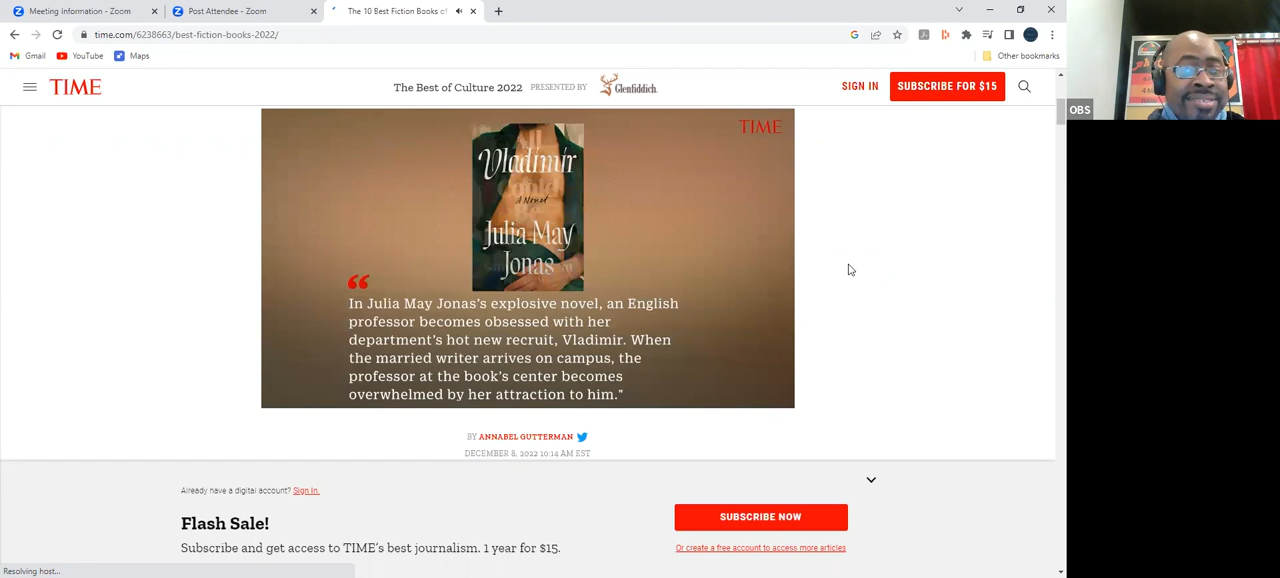 Meeting Information - Zoom
Post Attendee - Zoom
The 10 Best Fiction Books of
time.com/6238663/best-fiction-books-2022/
Gmail
YouTube
Maps
Other bookmarks
TIME
The Best of Culture 2022
PRESENTED BY
Glenfiddich.
SIGN IN
SUBSCRIBE FOR $15
OBS
TIME
Vladimir
A Novel
Julia May
Jonas
“
In Julia May Jonas’s explosive novel, an English
professor becomes obsessed with her
department’s hot new recruit, Vladimir. When
the married writer arrives on campus, the
professor at the book’s center becomes
overwhelmed by her attraction to him.”
BY ANNABEL GUTTERMAN
DECEMBER 8, 2022 10:14 AM EST
Already have a digital account? Sign In.
Flash Sale!
Subscribe and get access to TIME’s best journalism. 1 year for $15.
SUBSCRIBE NOW
Or create a free account to access more articles
Resolving host...